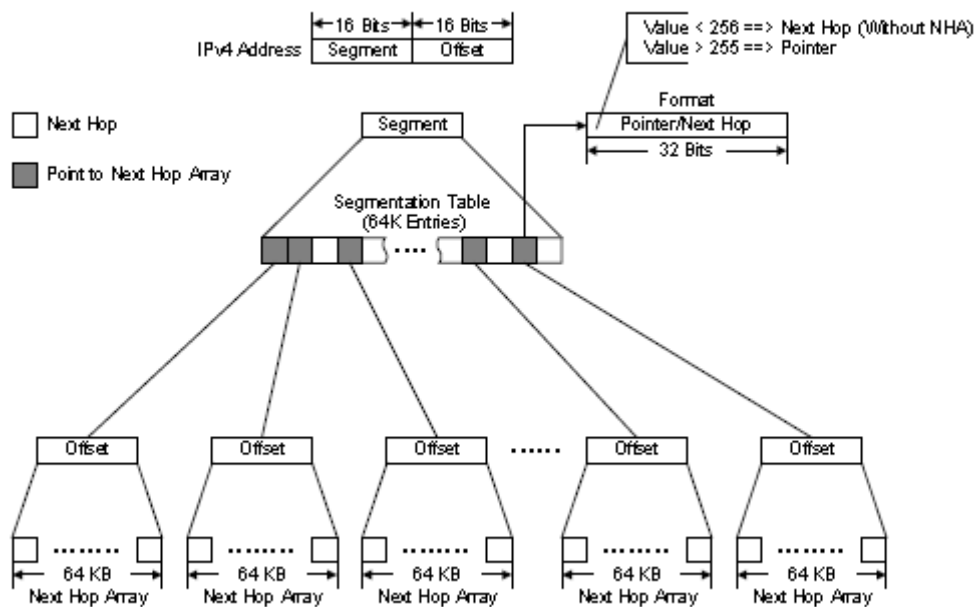 16 Bits 16 Bits
IPv4 Address Segment Offset
Value < 256 ==> Next Hop (Without NHA)
Value > 255 ==> Pointer
Format
Pointer/Next Hop
32 Bits
Next Hop
Point to Next Hop Array
Segment
Segmentation Table
(64K Entries)
Offset Offset Offset Offset Offset
64 KB 64 KB 64 KB 64 KB 64 KB
Next Hop Array Next Hop Array Next Hop Array Next Hop Array Next Hop Array